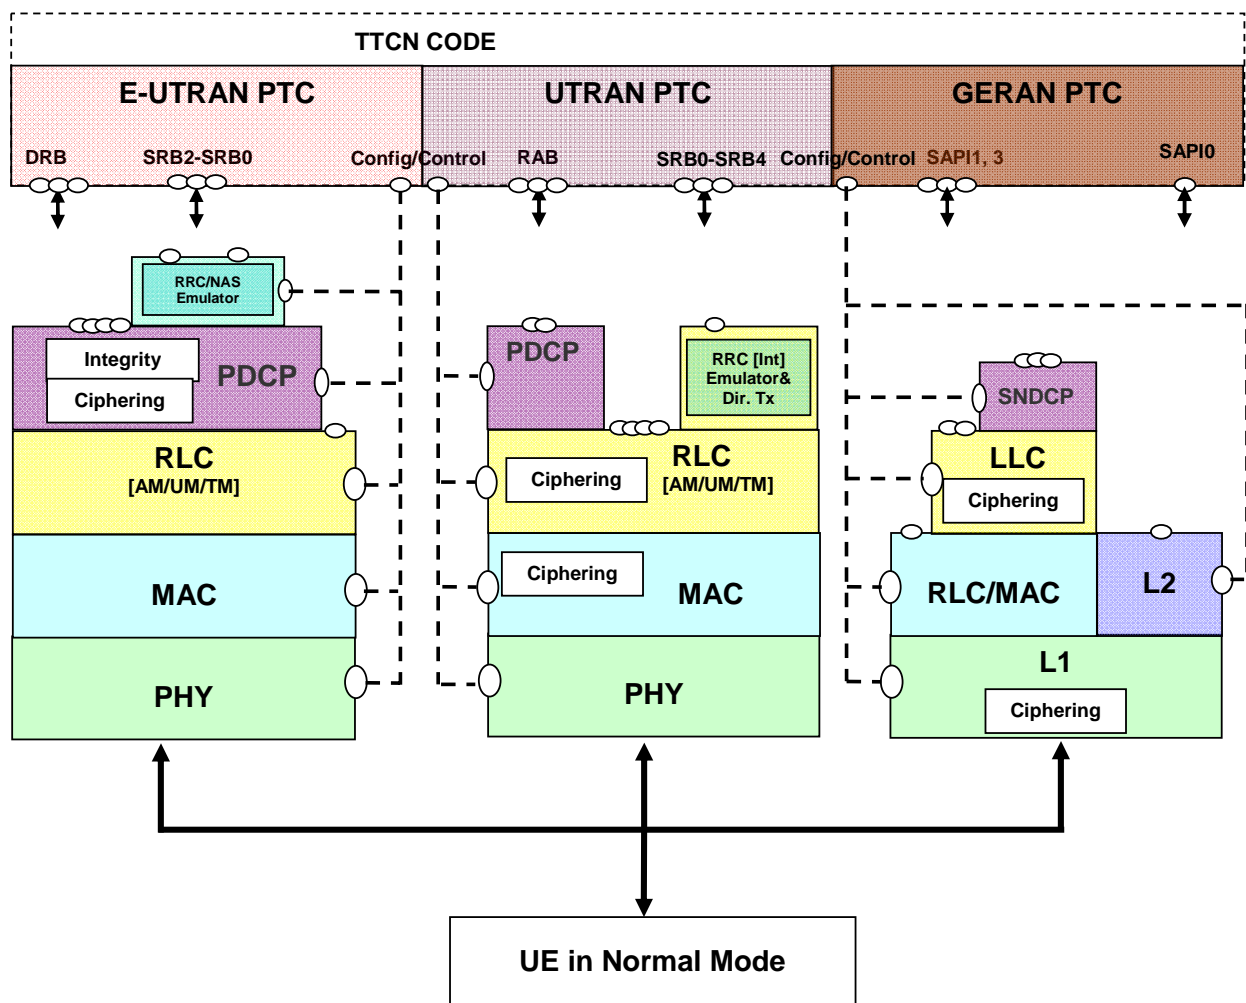 TTCN CODE
E-UTRAN PTC
UTRAN PTC
GERAN PTC
DRB
SRB2-SRB0
Config/Control
RAB
SRB0-SRB4
Config/Control
SAPI1, 3
SAPI0
RRC/NAS
Emulator
Integrity
Ciphering
PDCP
RLC
[AM/UM/TM]
MAC
PHY
PDCP
RRC [Int]
Emulator&
Dir. Tx
Ciphering
RLC
[AM/UM/TM]
Ciphering
MAC
PHY
SNDCP
LLC
Ciphering
RLC/MAC
L2
L1
Ciphering
UE in Normal Mode